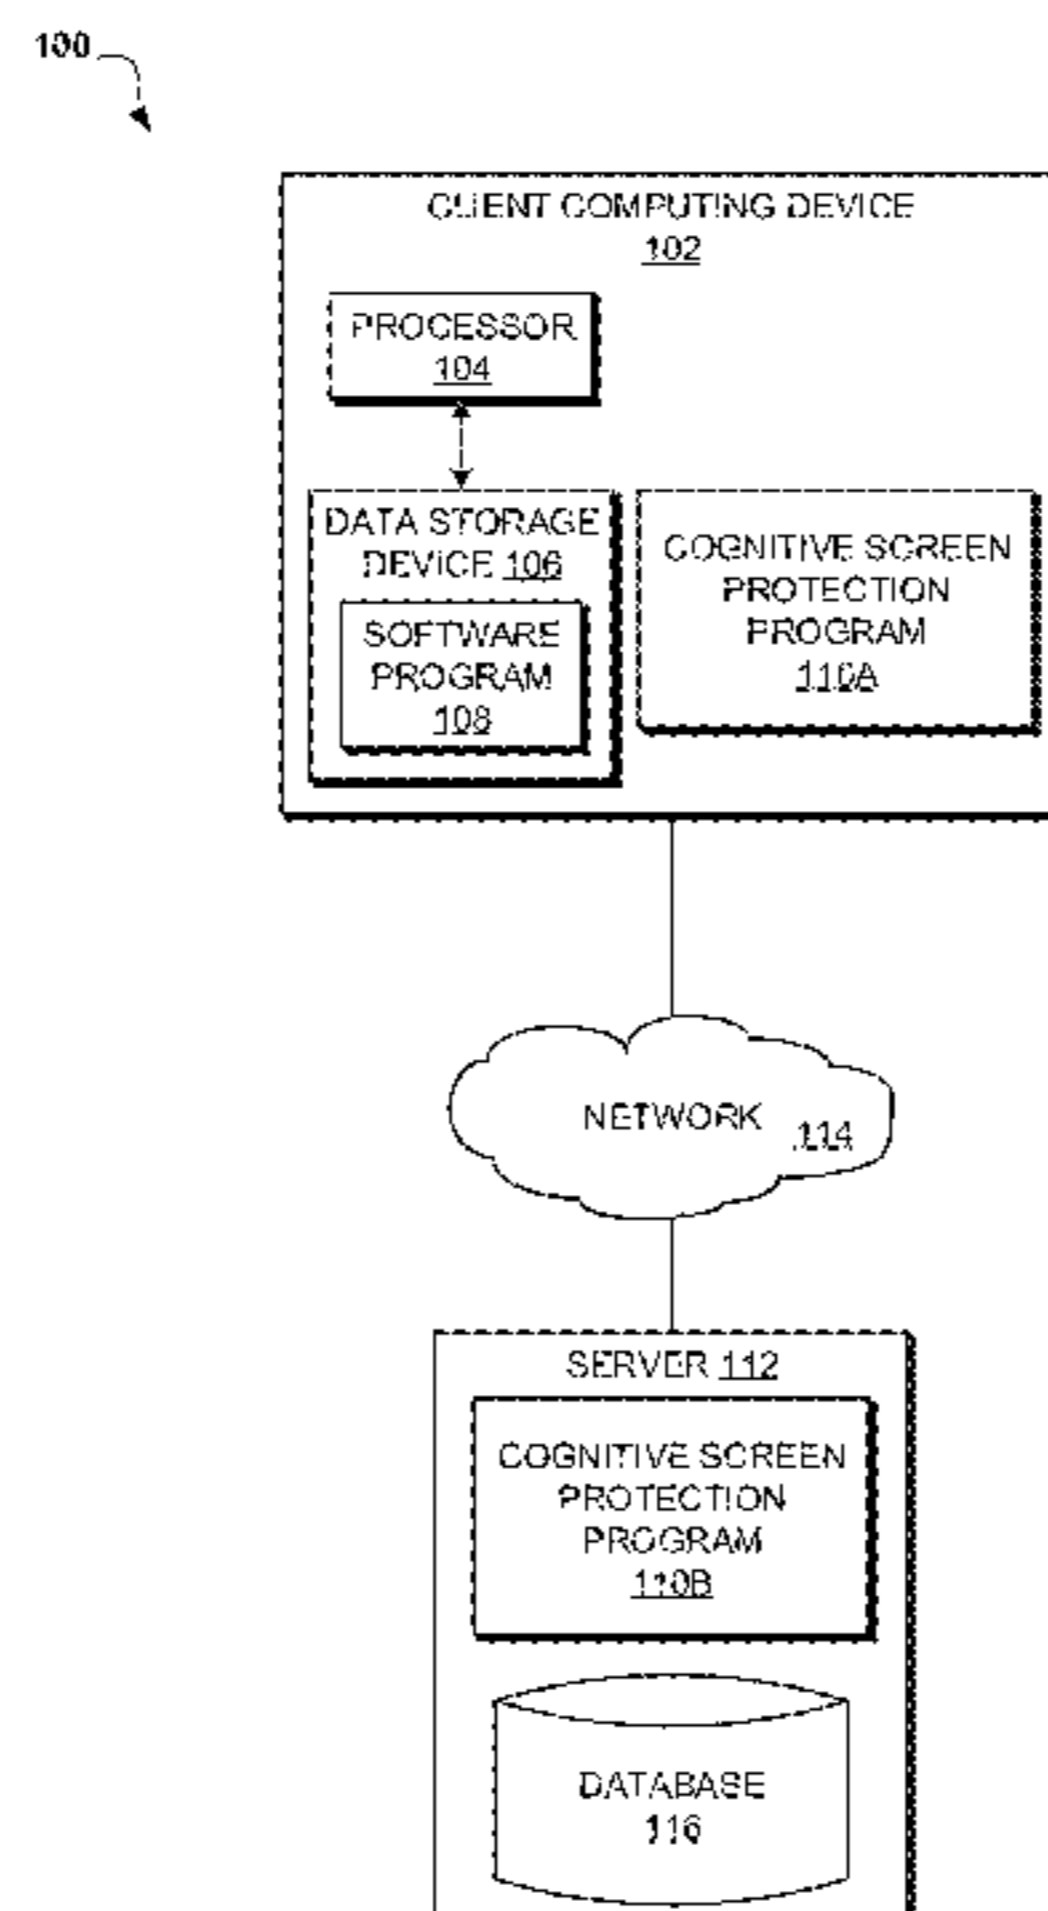 100
CLIENT COMPUTING DEVICE
102
PROCESSOR
104
DATA STORAGE
DEVICE 106
SOFTWARE
PROGRAM
108
COGNITIVE SCREEN
PROTECTION
PROGRAM
110A
NETWORK 114
SERVER 112
COGNITIVE SCREEN
PROTECTION
PROGRAM
110B
DATABASE
116